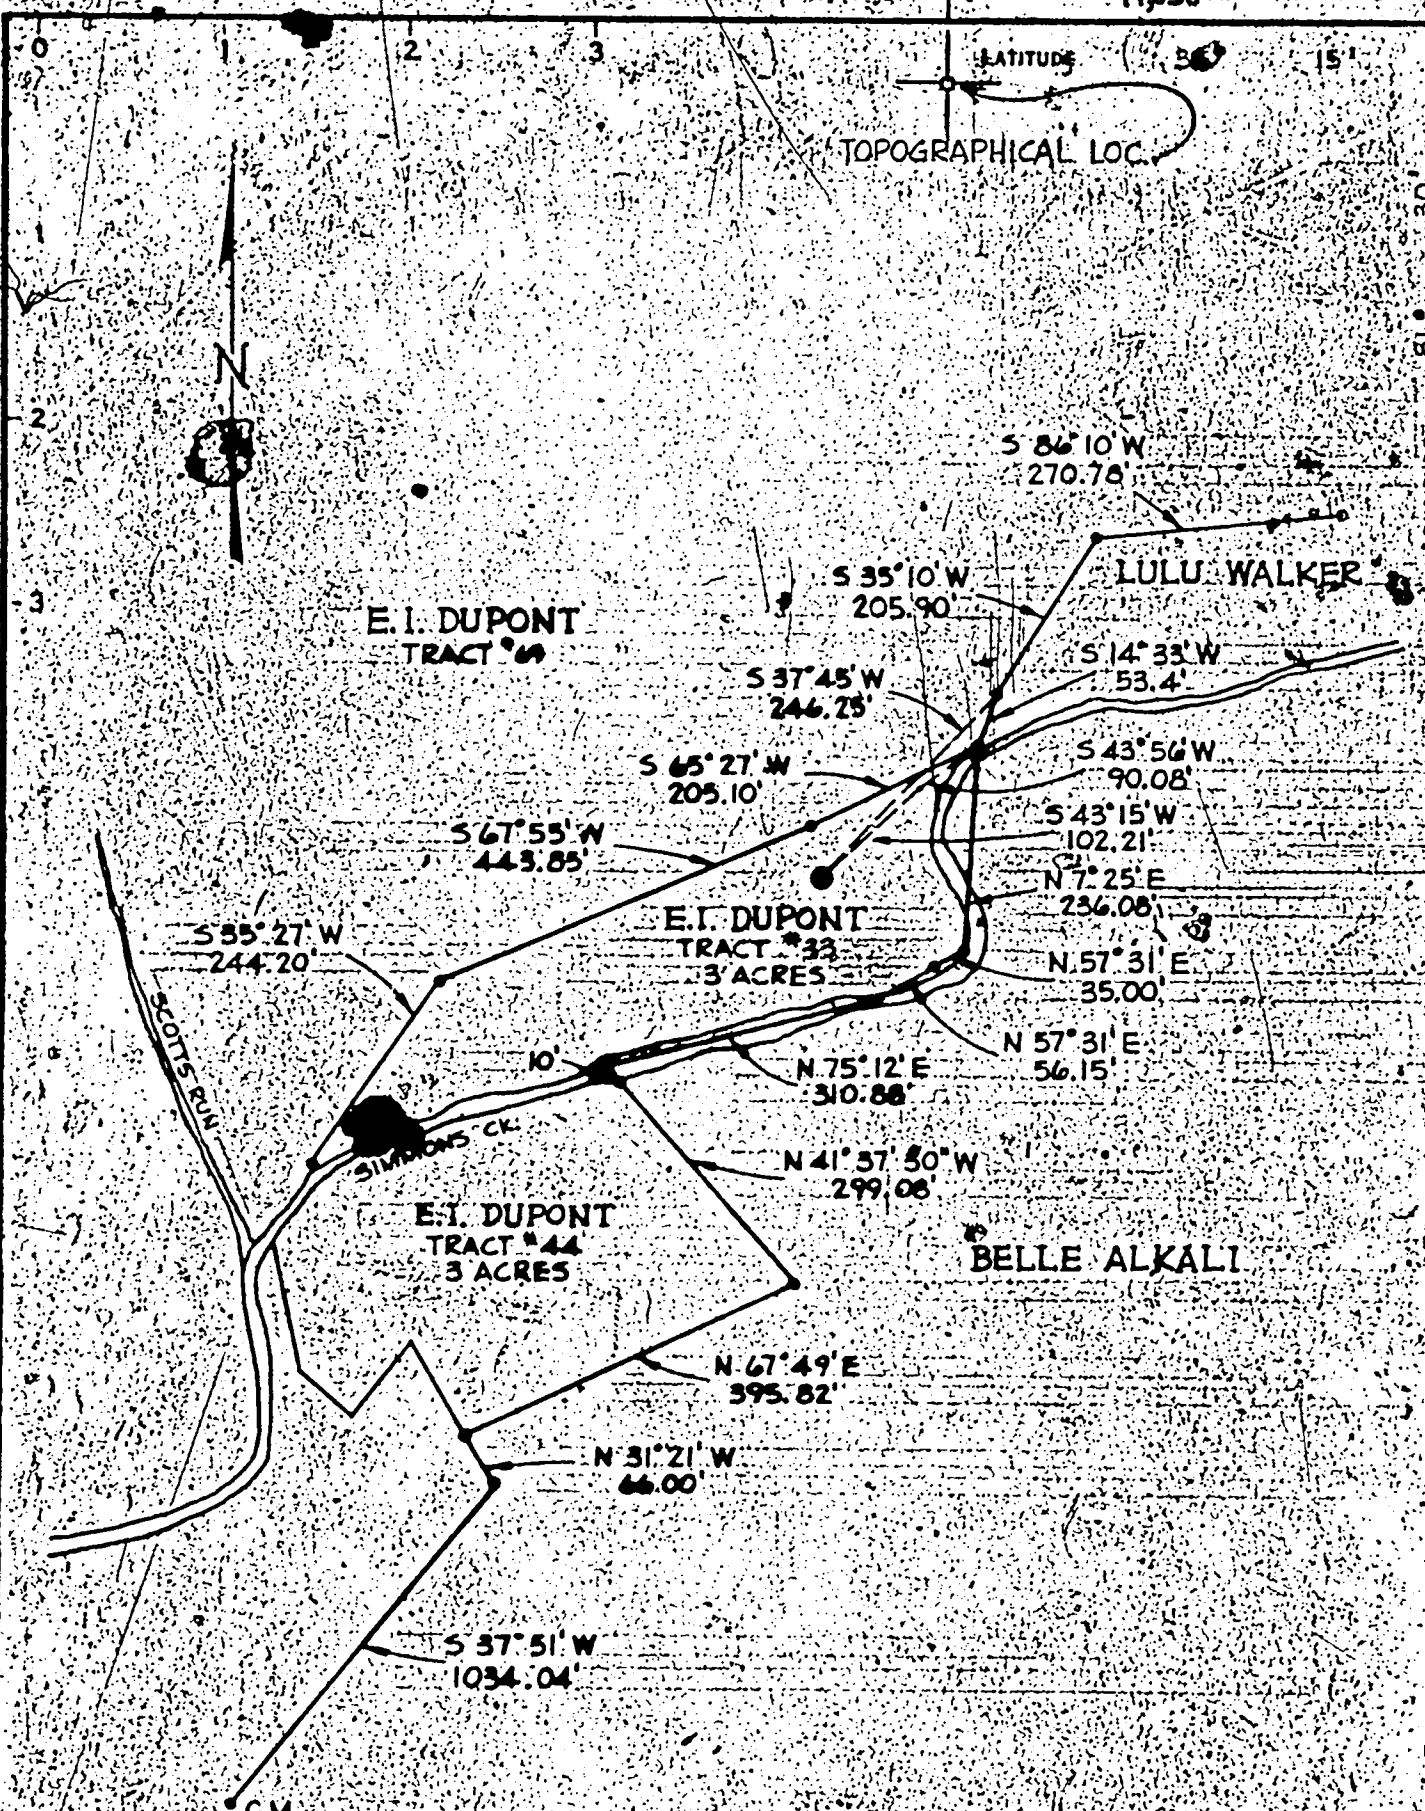 0 1 2 3
LATITUDE 15'
TOPOGRAPHICAL LOC.
1
N
2
S 86°10' W
270.78'
S 35°10' W
205.90'
LULU WALKER
3
E.I. DUPONT
TRACT
S 37°45' W
246.25'
S 14°33' W
53.4'
S 65°27' W
205.10'
S 43°56' W
90.08'
S 67°55' W
443.85'
S 43°15' W
102.21'
N 7°25' E
236.08'
E.I. DUPONT
TRACT #33
3 ACRES
S 35°27' W
244.20'
N 57°31' E
35.00'
SCOTTS RUN
10'
N 57°31' E
56.15'
N 75°12' E
310.88'
SIMMONS CK.
N 41°37'30" W
299.08'
E.I. DUPONT
TRACT #44
3 ACRES
BELLE ALKALI
N 67°49' E
395.82'
N 31°21' W
66.00'
S 37°51' W
1034.04'